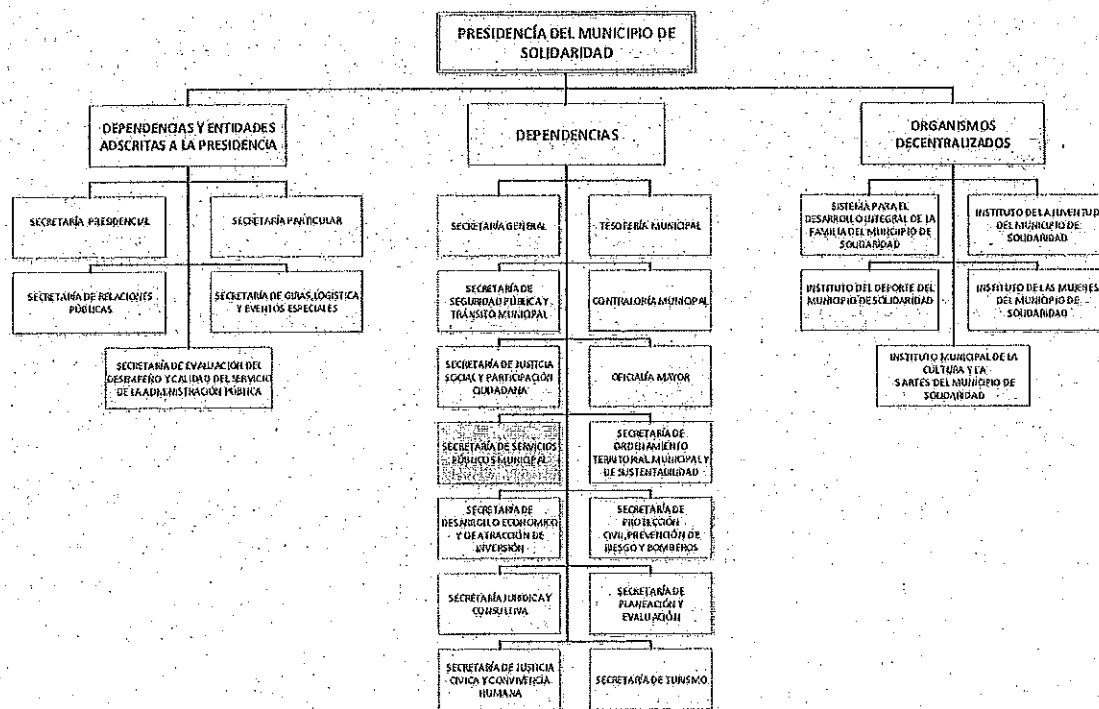 PRESIDENCÍA DEL MUNICIPIO DE
SOLIDARIDAD
DEPENDENCIAS Y ENTIDADES
ADSCRITAS A LA PRESIDENCIA
DEPENDENCIAS
ORGANISMOS
DECENTRALIZADOS
SECRETARÍA PRESIDENCIAL
SECRETARÍA PARTICULAR
SECRETARÍA DE RELACIONES
PÚBLICAS
SECRETARÍA DE GIRAS, LOGÍSTICA
Y EVENTOS ESPECIALES
SECRETARÍA DE EVALUACIÓN DEL
DESEMPEÑO Y CALIDAD DEL SERVICIO
DE LA ADMINISTRACIÓN PÚBLICA
SECRETARÍA GENERAL
TESORERÍA MUNICIPAL
SECRETARÍA DE
SEGURIDAD PÚBLICA Y
TRÁNSITO MUNICIPAL
CONTRALORÍA MUNICIPAL
SECRETARÍA DE JUSTICIA
SOCIAL Y PARTICIPACIÓN
CIUDADANA
OFICIALÍA MAYOR
SECRETARÍA DE SERVICIOS
PÚBLICOS MUNICIPAL
SECRETARÍA DE
ORDENAMIENTO
TERRITORIAL MUNICIPAL Y
DE SUSTENTABILIDAD
SECRETARÍA DE
DESARROLLO ECONOMICO
Y DE ATRACCIÓN DE
INVERSIÓN
SECRETARÍA DE
PROTECCIÓN
CIVIL, PREVENCIÓN DE
RIESGO Y BOMBEROS
SECRETARÍA JURIDICA Y
CONSULTIVA
SECRETARÍA DE
PLANEACIÓN Y
EVALUACIÓN
SECRETARÍA DE JUSTICIA
CIVICA Y CONVIVENCIA
HUMANA
SECRETARÍA DE TURISMO
SISTEMA PARA EL
DESARROLLO INTEGRAL DE LA
FAMILIA DEL MUNICIPIO DE
SOLIDARIDAD
INSTITUTO DE LA JUVENTUD
DEL MUNICIPIO DE
SOLIDARIDAD
INSTITUTO DEL DEPORTE DEL
MUNICIPIO DE SOLIDARIDAD
INSTITUTO DE LAS MUJERES
DEL MUNICIPIO DE
SOLIDARIDAD
INSTITUTO MUNICIPAL DE LA
CULTURA Y LA
S ARTES DEL MUNICIPIO DE
SOLIDARIDAD